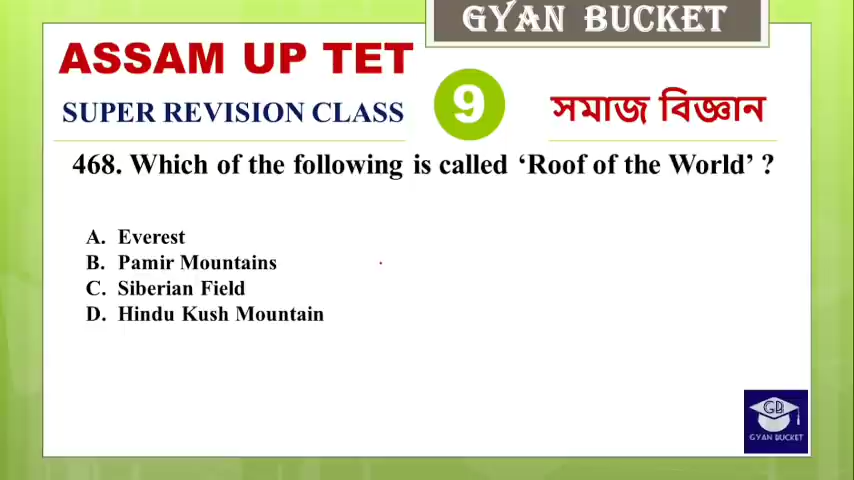 GYAN BUCKET
ASSAM UP TET
SUPER REVISION CLASS
9
সমাজ বিজ্ঞান
468. Which of the following is called ‘Roof of the World’ ?
A. Everest
B. Pamir Mountains
C. Siberian Field
D. Hindu Kush Mountain
GB
GYAN BUCKET